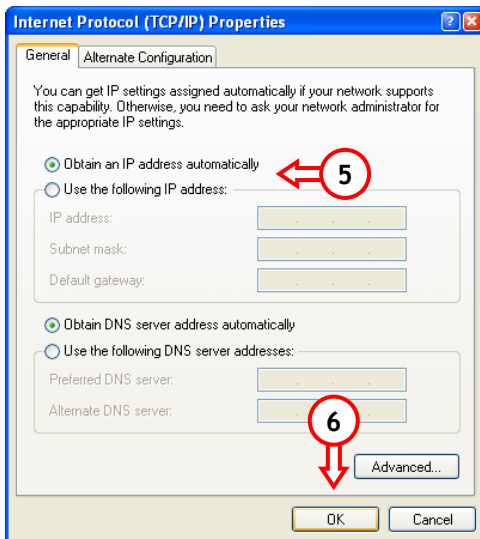 Internet Protocol (TCP/IP) Properties
General
Alternate Configuration
You can get IP settings assigned automatically if your network supports
this capability. Otherwise, you need to ask your network administrator for
the appropriate IP settings.
Obtain an IP address automatically
5
Use the following IP address:
IP address:
Subnet mask:
Default gateway:
Obtain DNS server address automatically
Use the following DNS server addresses:
Preferred DNS server:
Alternate DNS server:
6
Advanced...
OK
Cancel